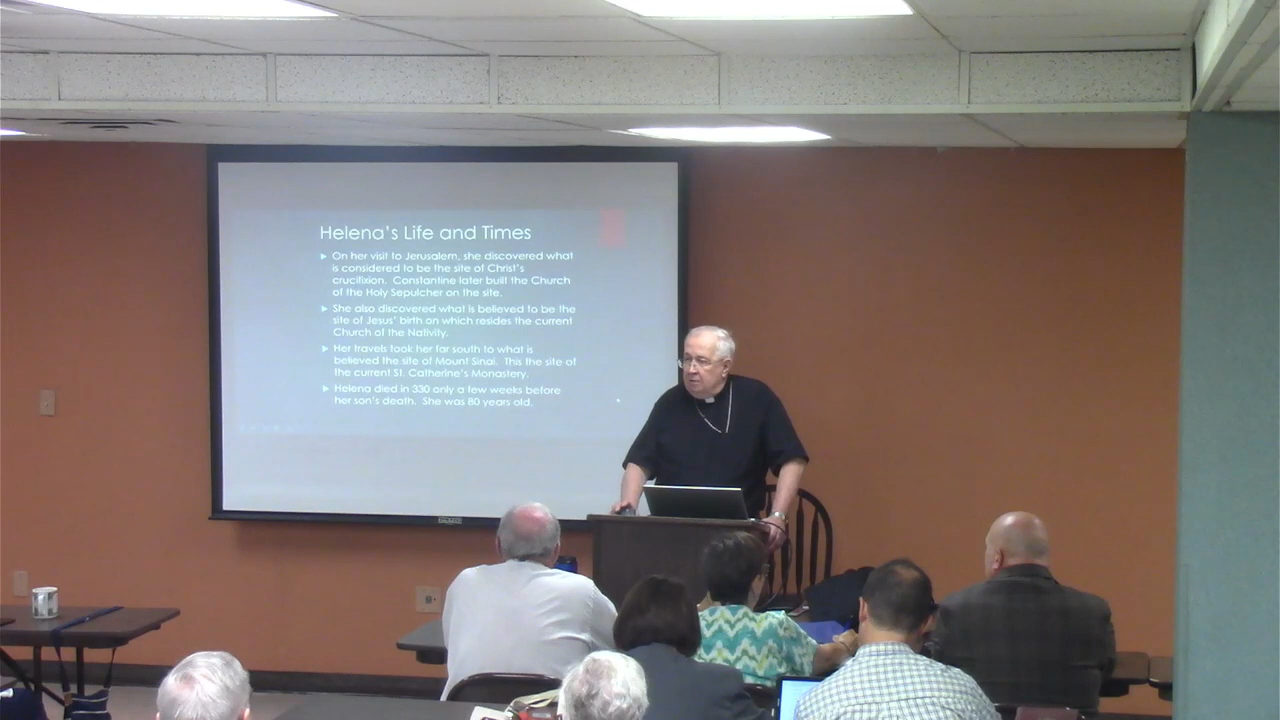 Helena's Life and Times
On her visit to Jerusalem, she discovered what
is considered to be the site of Christ's
crucifixion. Constantine later built the Church
of the Holy Sepulcher on the site.
She also discovered what is believed to be the
site of Jesus' birth on which resides the current
Church of the Nativity.
Her travels took her far south to what is
believed the site of Mount Sinai. This the site of
the current St. Catherine's Monastery.
Helena died in 330 only a few weeks before
her son's death. She was 80 years old.